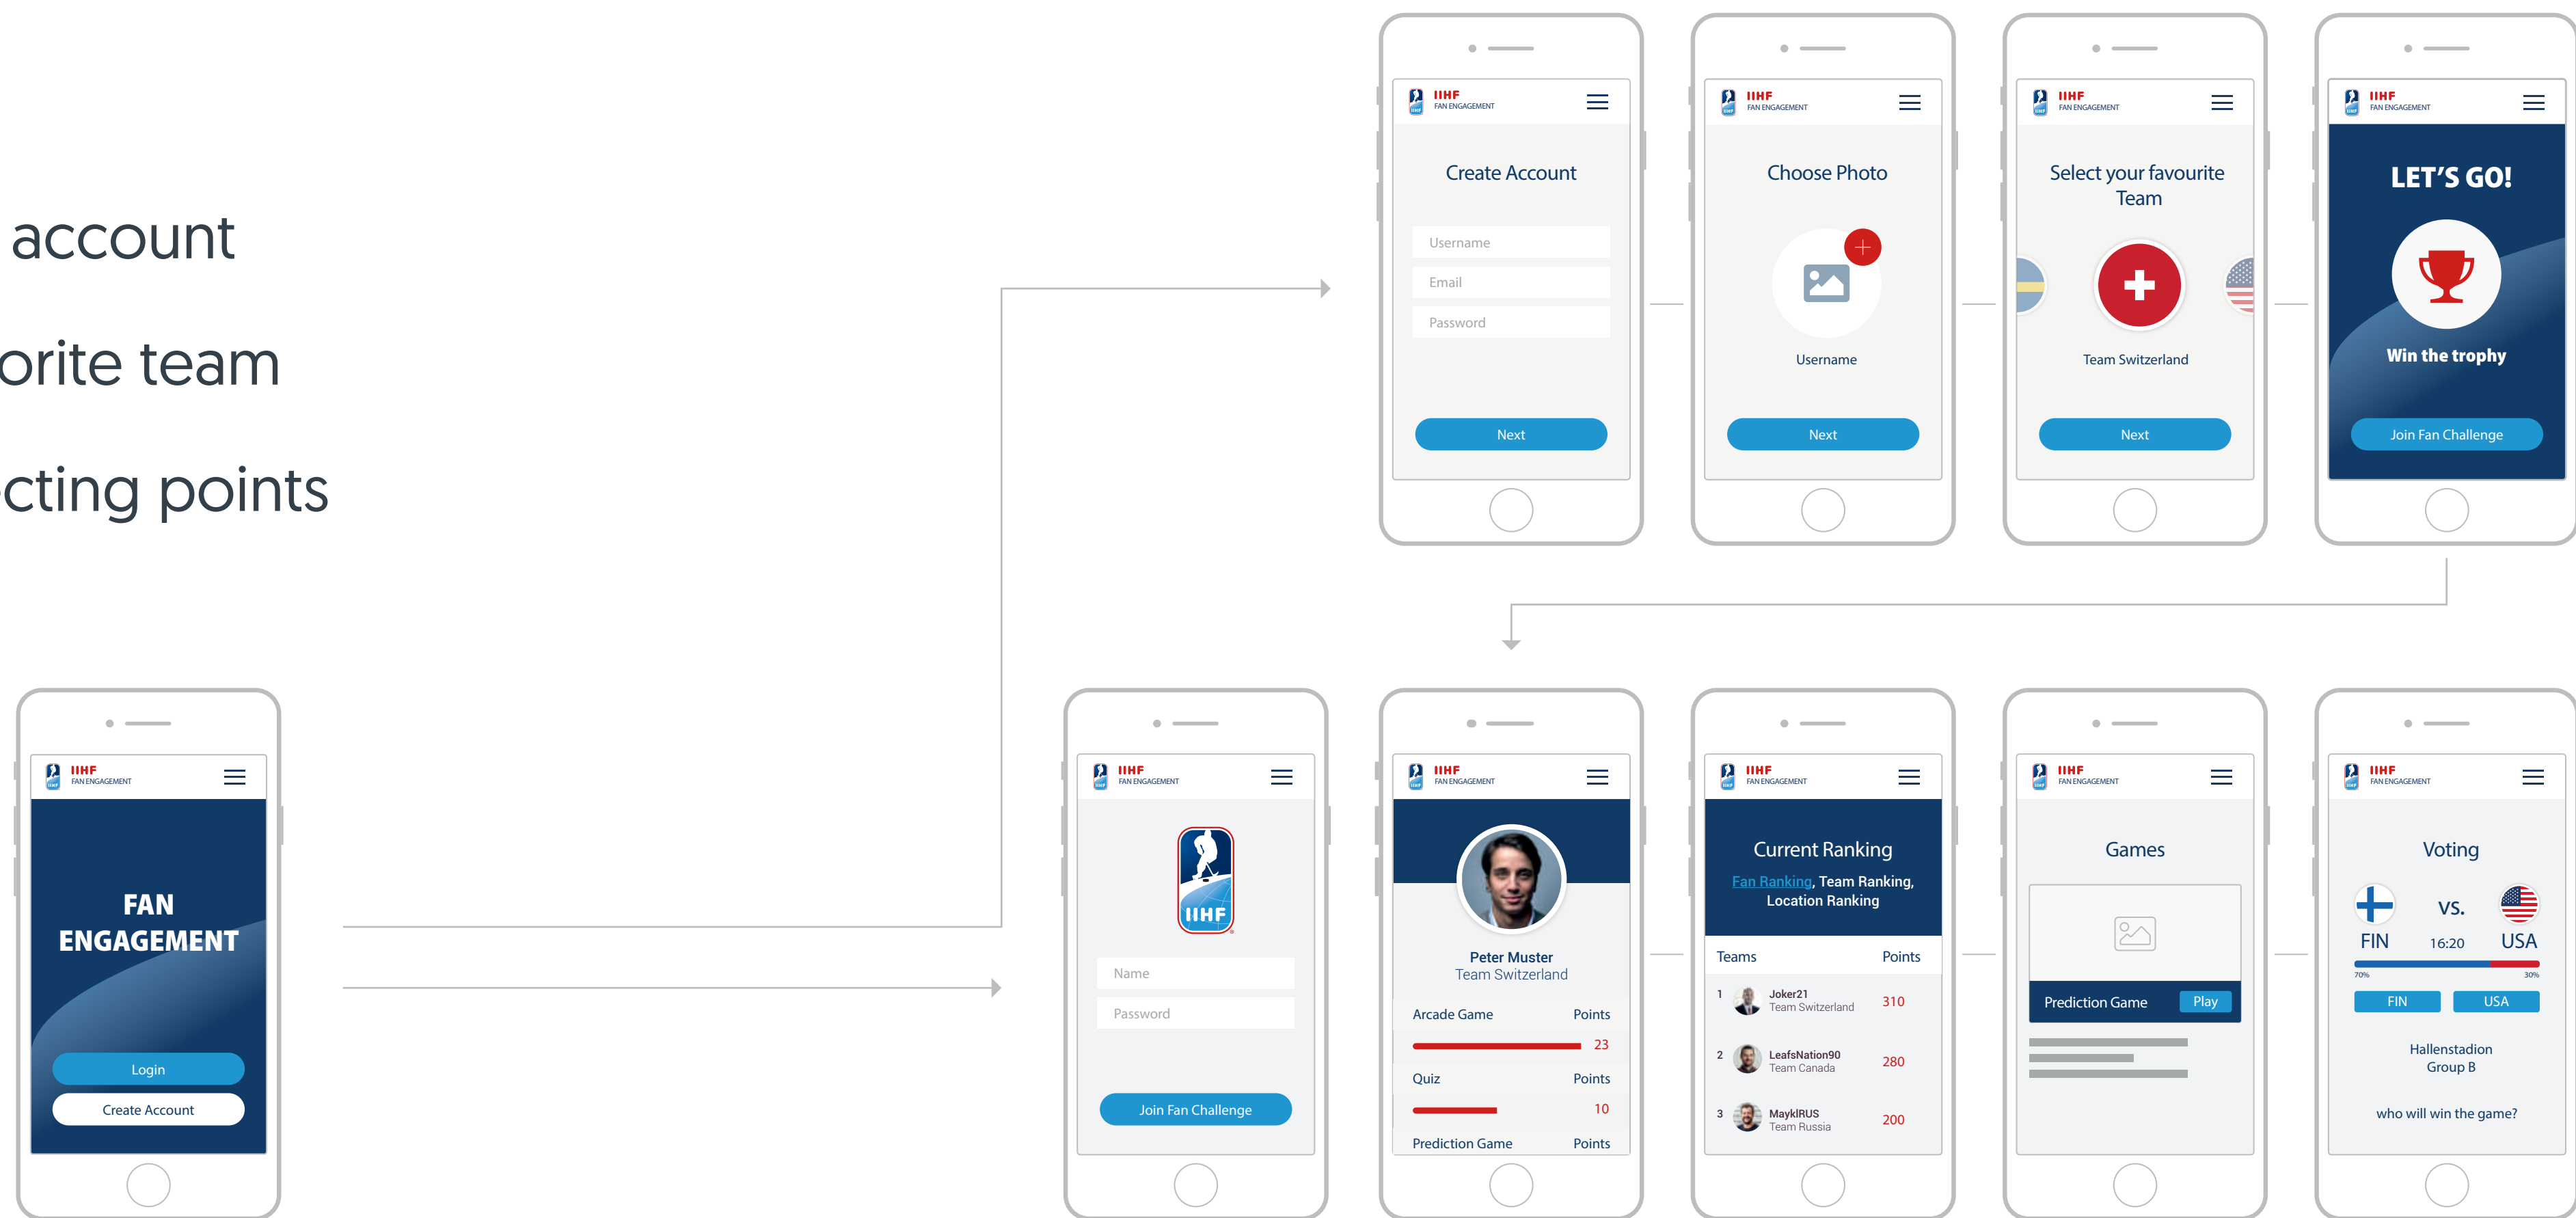 account
orite team
cting points
IIHF
FAN ENGAGEMENT
Create Account
Username
Email
Password
Next
IIHF
FAN ENGAGEMENT
Choose Photo
Username
Next
IIHF
FAN ENGAGEMENT
Select your favourite
Team
Team Switzerland
Next
IIHF
FAN ENGAGEMENT
LET'S GO!
Win the trophy
Join Fan Challenge
IIHF
FAN ENGAGEMENT
FAN
ENGAGEMENT
Login
Create Account
IIHF
FAN ENGAGEMENT
IIHF
Name
Password
Join Fan Challenge
IIHF
FAN ENGAGEMENT
Peter Muster
Team Switzerland
Arcade Game Points
23
Quiz Points
10
Prediction Game Points
IIHF
FAN ENGAGEMENT
Current Ranking
Fan Ranking, Team Ranking,
Location Ranking
Teams Points
1 Joker21 310
Team Switzerland
2 LeafsNation90 280
Team Canada
3 MayklRUS 200
Team Russia
IIHF
FAN ENGAGEMENT
Games
Prediction Game Play
IIHF
FAN ENGAGEMENT
Voting
vs.
FIN 16:20 USA
70% 30%
FIN USA
Hallenstadion
Group B
who will win the game?